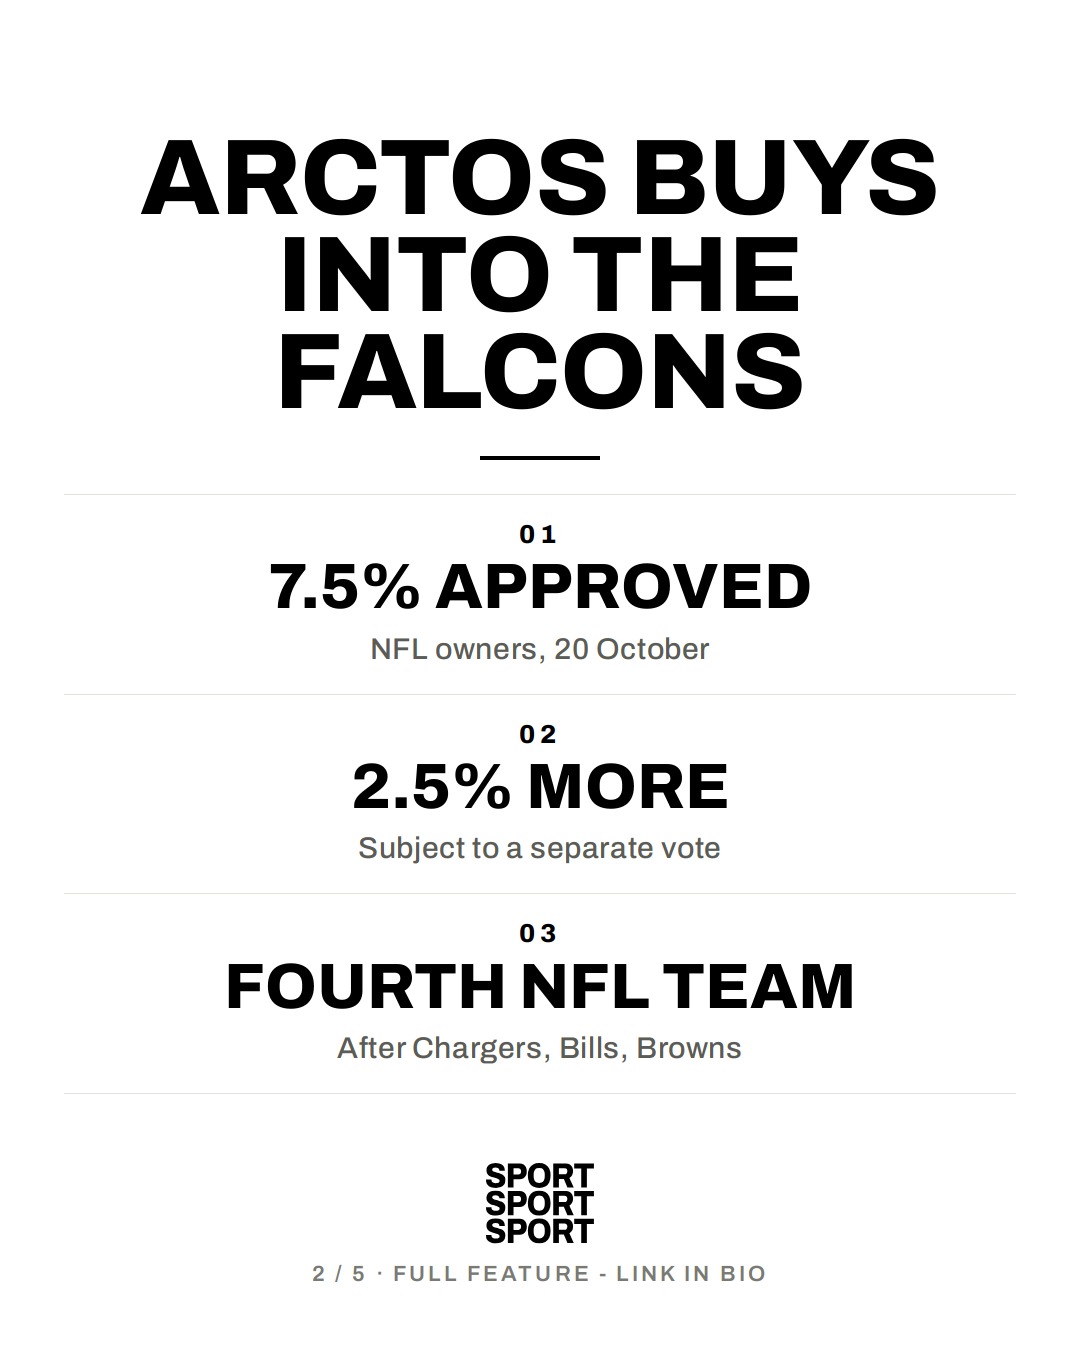 ARCTOS BUYS
INTO THE
FALCONS
01
7.5% APPROVED
NFL owners, 20 October
02
2.5% MORE
Subject to a separate vote
03
FOURTH NFL TEAM
After Chargers, Bills, Browns
SPORT
SPORT
SPORT
2 / 5 · FULL FEATURE - LINK IN BIO